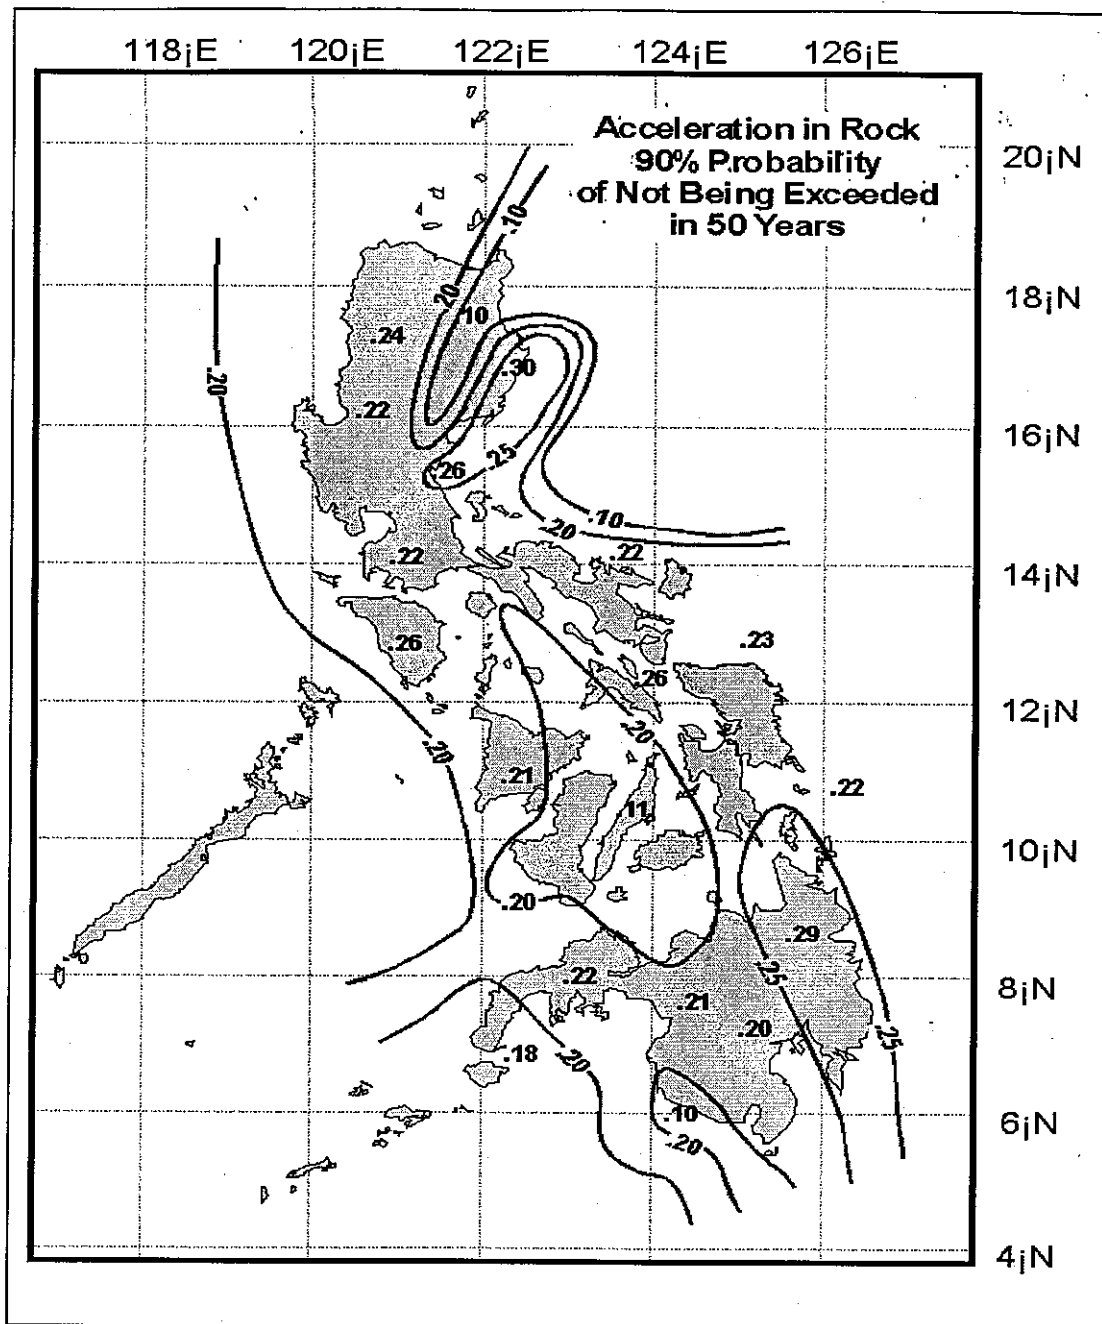 118¡E 120¡E 122¡E 124¡E 126¡E
Acceleration in Rock
90% Probability
of Not Being Exceeded
in 50 Years
20¡N
.10
.20
18¡N
.10
.24
.30
.20
.22
16¡N
.25
.26
.10
.20
.22
.22
14¡N
.26
.23
.26
12¡N
.20
.20
.21
.22
.11
10¡N
.20
.29
.22
.25
8¡N
.21
.20
.25
.18
.20
.10
6¡N
.20
4¡N